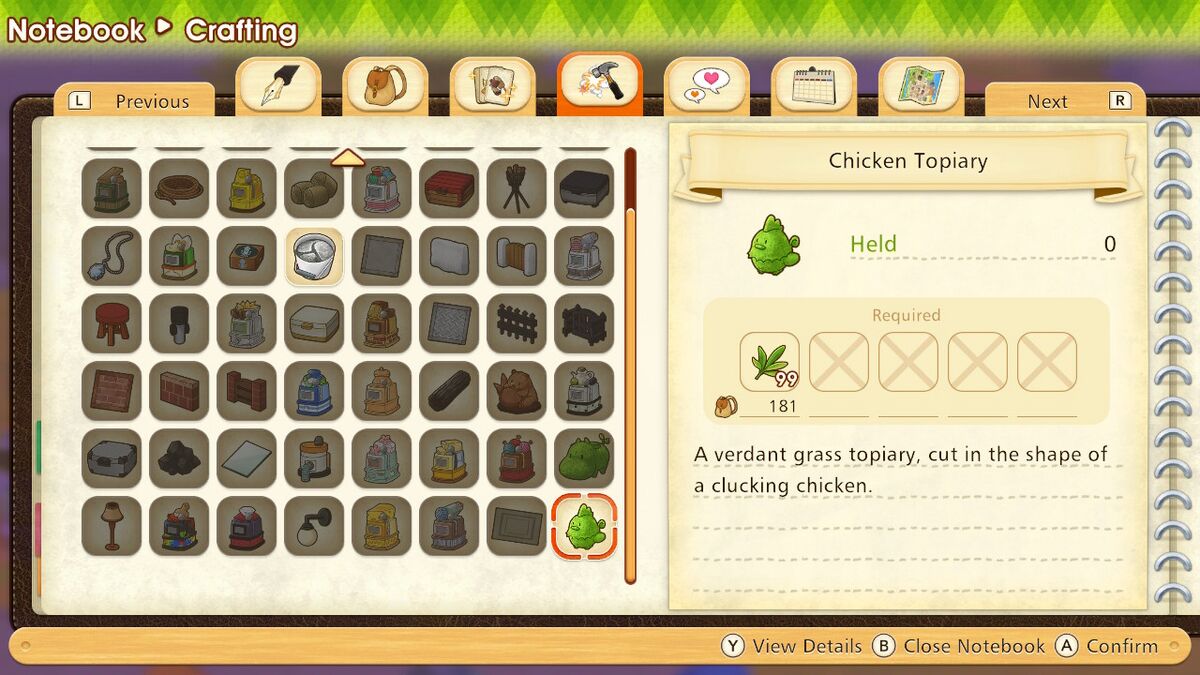 Notebook ▶ Crafting
L Previous
Next R
Chicken Topiary
Held 0
Required
99
181
A verdant grass topiary, cut in the shape of
a clucking chicken.
Y View Details B Close Notebook A Confirm